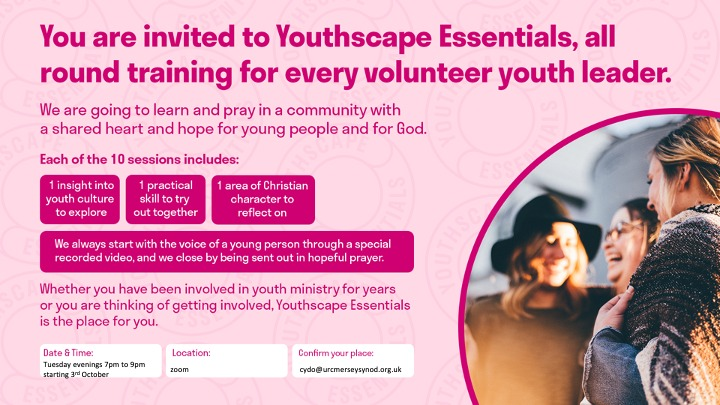 You are invited to Youthscape Essentials, all
round training for every volunteer youth leader.
We are going to learn and pray in a community with
a shared heart and hope for young people and for God.
Each of the 10 sessions includes:
1 insight into
youth culture
to explore
1 practical
skill to try
out together
1 area of Christian
character to
reflect on
We always start with the voice of a young person through a special
recorded video, and we close by being sent out in hopeful prayer.
Whether you have been involved in youth ministry for years
or you are thinking of getting involved, Youthscape Essentials
is the place for you.
Date & Time:
Tuesday evenings 7pm to 9pm
starting 3rd October
Location:
zoom
Confirm your place:
cydo@urcmerseysynod.org.uk